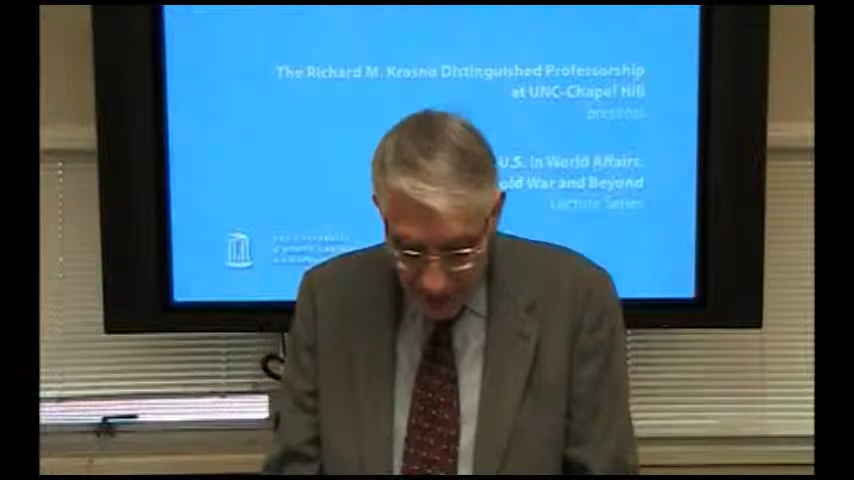 The Richard M. Krasno Distinguished Professorship
at UNC-Chapel Hill
presents
U.S. in World Affairs:
old War and Beyond
Lecture Series